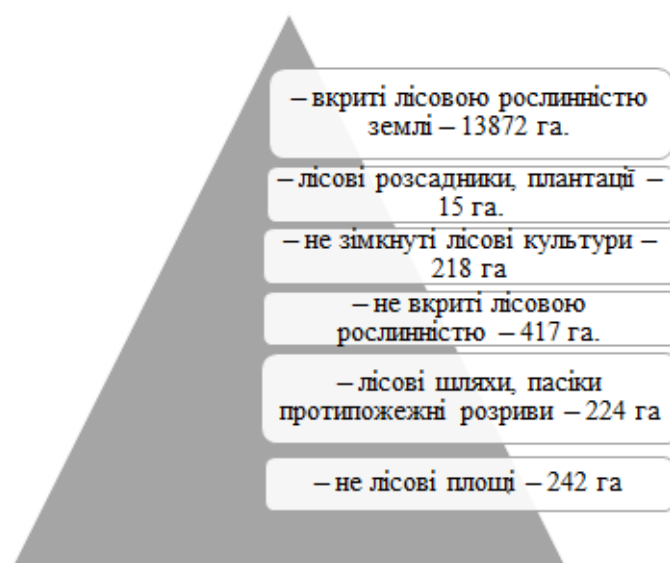 – вкриті лісовою рослинністю
землі – 13872 га.
– лісові розсадники, плантації –
15 га.
– не зімкнуті лісові культури –
218 га
– не вкриті лісовою
рослинністю – 417 га.
– лісові шляхи, пасіки
протипожежні розриви – 224 га
– не лісові площі – 242 га